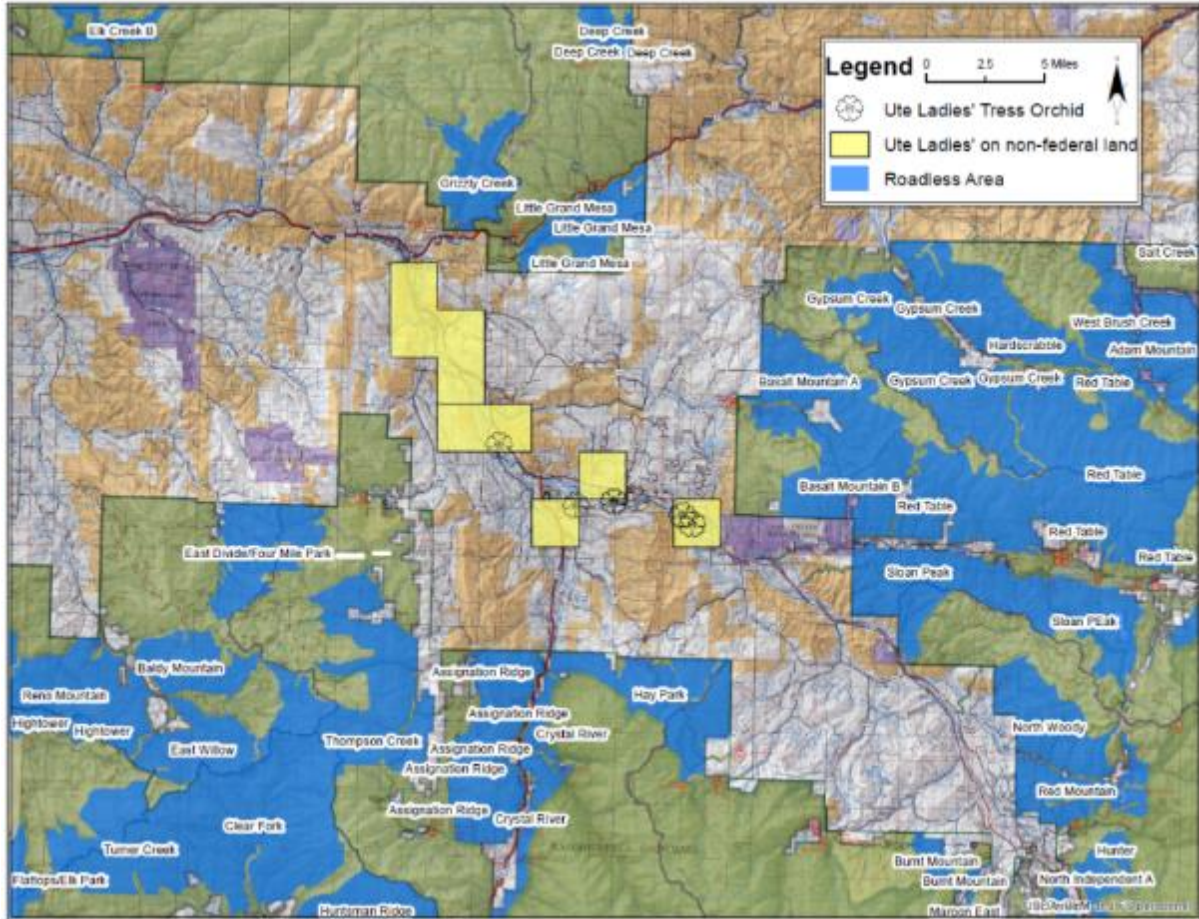 Elk Creek B
Deep Creek
Deep Creek Deep Creek
Legend 0 2.5 5 Miles
Ute Ladies' Tress Orchid
Ute Ladies' on non-federal land
Roadless Area
Grizzly Creek
Little Grand Mesa
Little Grand Mesa
Little Grand Mesa
Salt Creek
Gypsum Creek
Gypsum Creek
West Brush Creek
Hardscrabble
Adam Mountain
Gypsum Creek
Gypsum Creek
Red Table
Basalt Mountain A
Red Table
Basalt Mountain B
Red Table
Red Table
Red Table
East Divide/Four Mile Park
Sloan Peak
Sloan PEak
Baldy Mountain
Assignation Ridge
Hay Park
Reno Mountain
Hightower
Hightower
Assignation Ridge
North Woody
East Willow
Thompson Creek
Crystal River
Assignation Ridge
Assignation Ridge
Red Mountain
Assignation Ridge
Crystal River
Clear Fork
Turner Creek
Hunter
Burnt Mountain
Flattops/Elk Park
Burnt Mountain
North Independent A
Huntsman Ridge
Maroon East